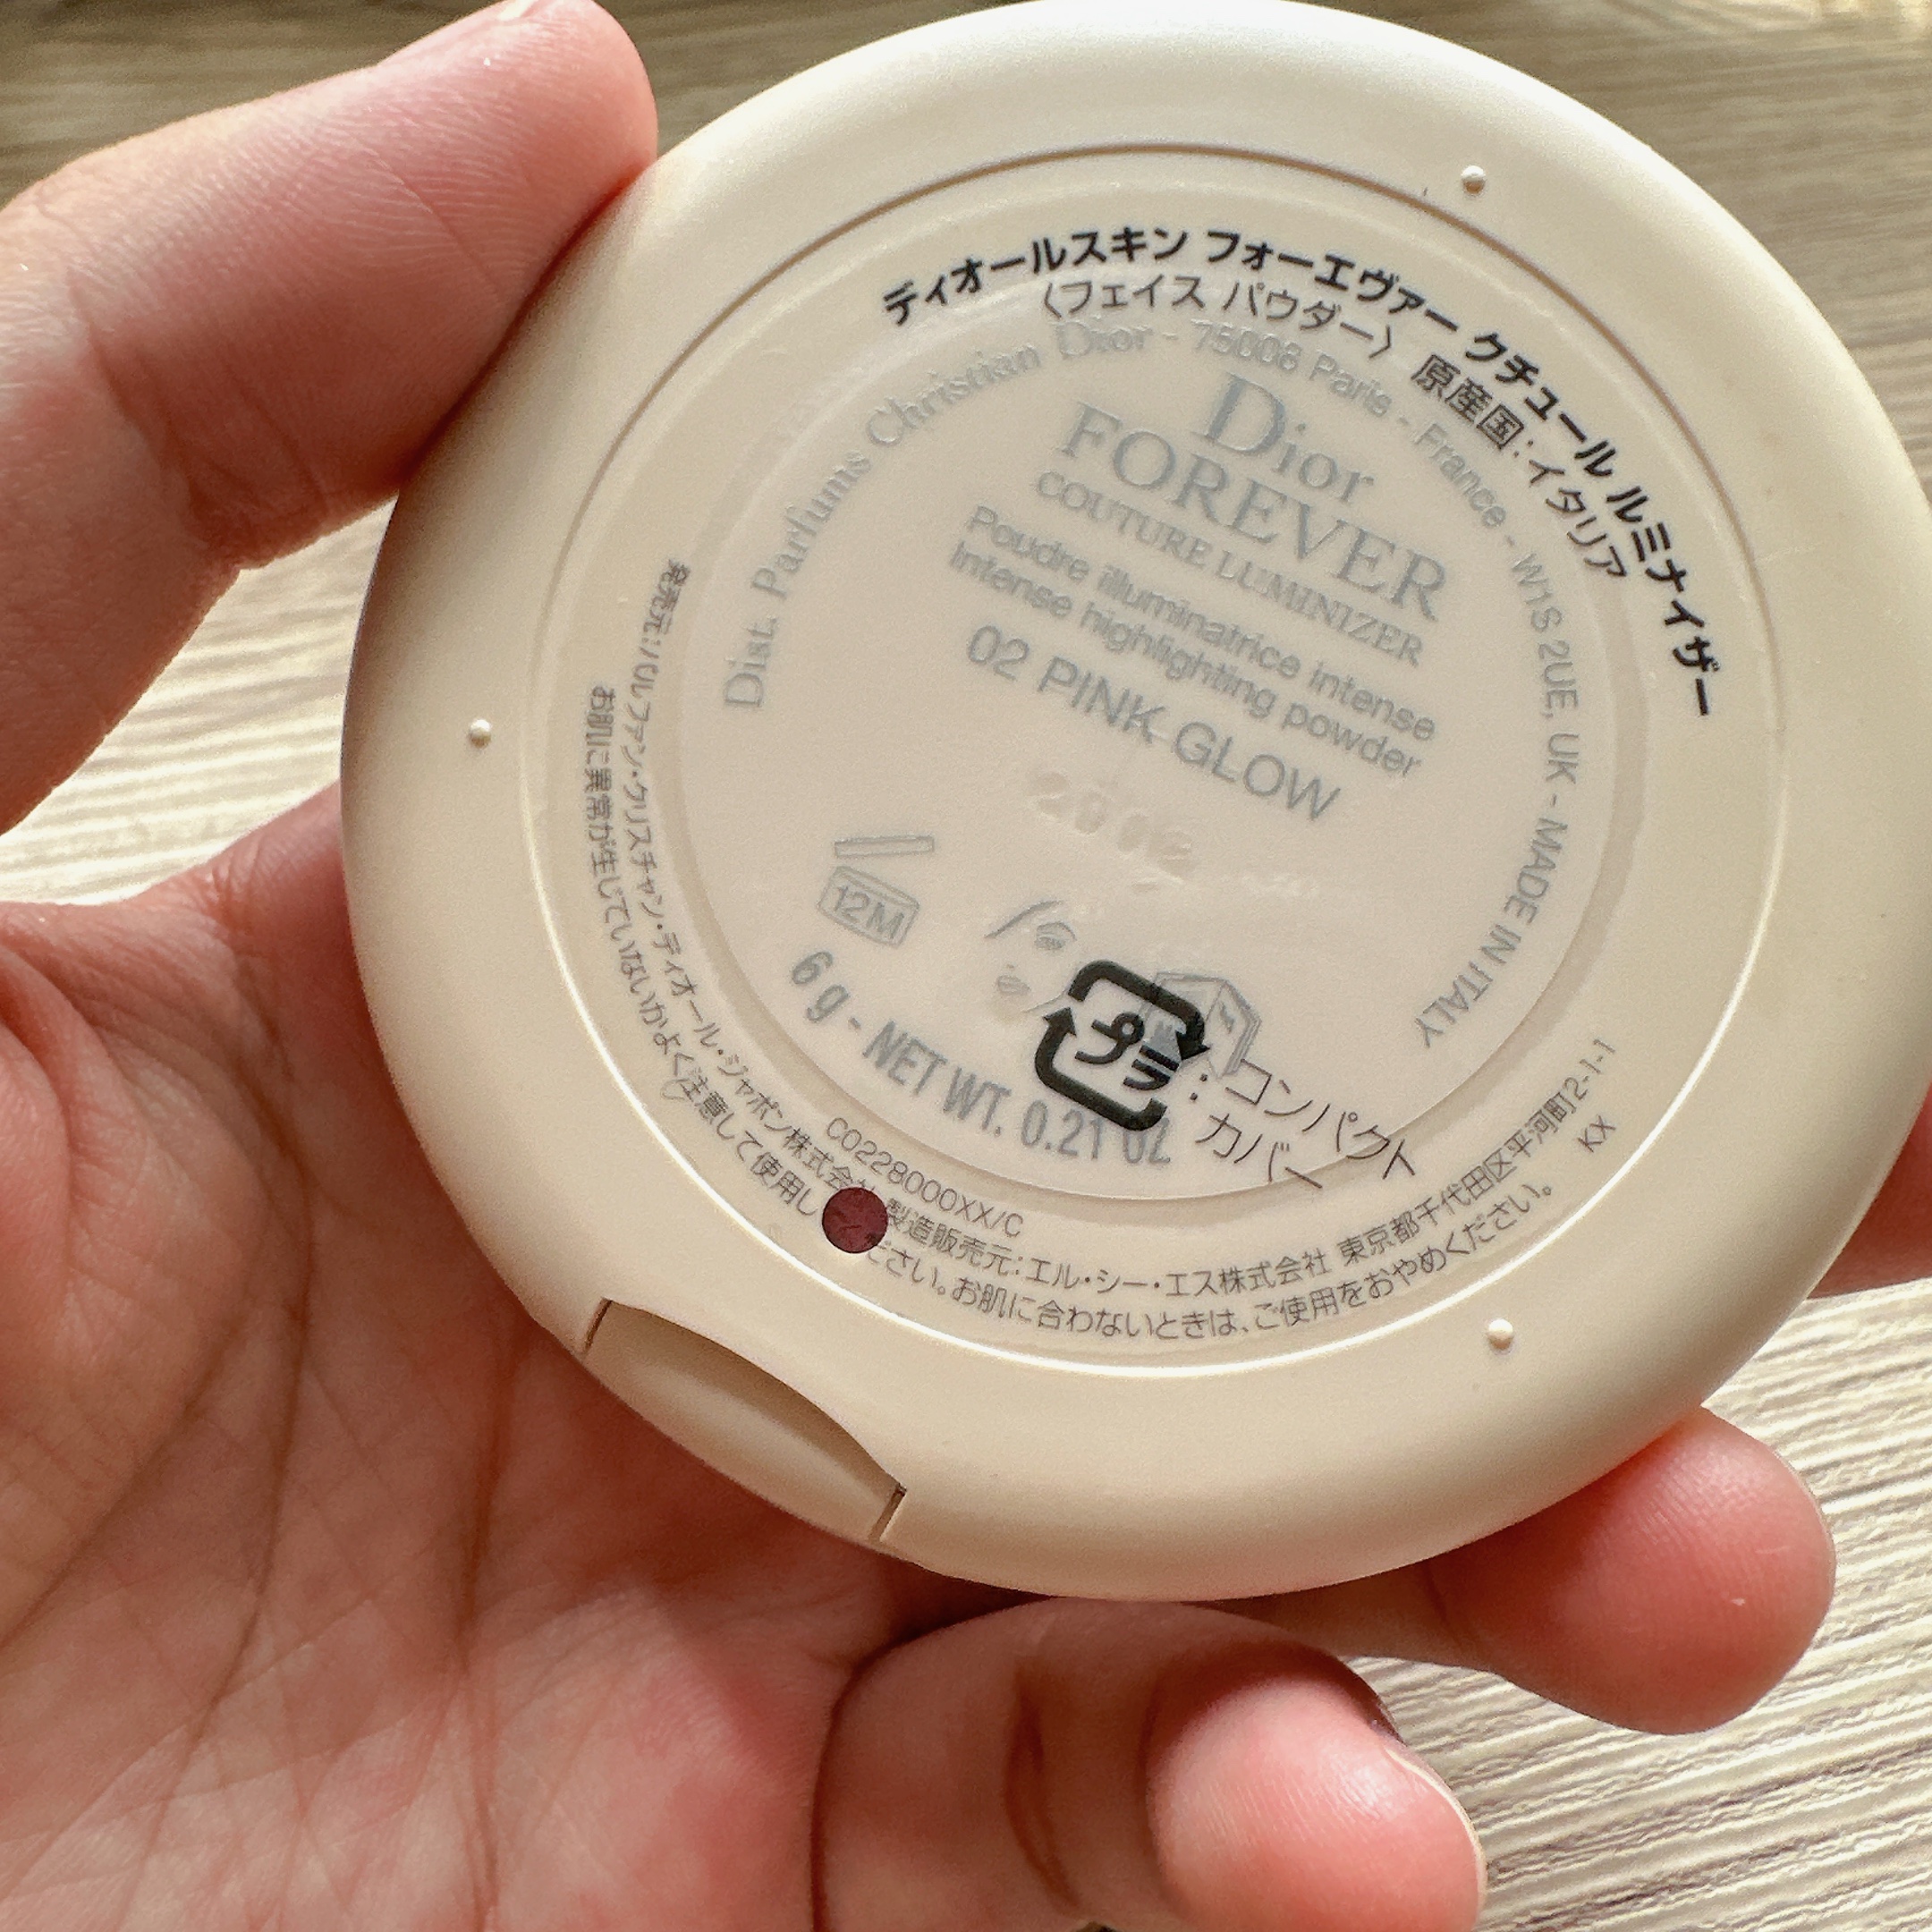 ディオールスキン フォーエヴァー クチュール ルミナイザー
〈フェイス パウダー〉 原産国:イタリア
Dist. Parfums Christian Dior - 75008 Paris - France - W1S 2UE, UK - MADE IN ITALY
Dior
FOREVER
COUTURE LUMINIZER
Poudre illuminatrice intense
Intense highlighting powder
02 PINK GLOW
12M
6 g - NET WT. 0.21 OZ
プラ
:コンパクト
カバー
C0228000XX/C
発売元:パルファン・クリスチャン・ディオール・ジャポン株式会社 製造販売元:エル・シー・エス株式会社 東京都千代田区平河町2-1-1
お肌に異常が生じていないかよく注意して使用し ださい。お肌に合わないときは、ご使用をおやめください。
KX